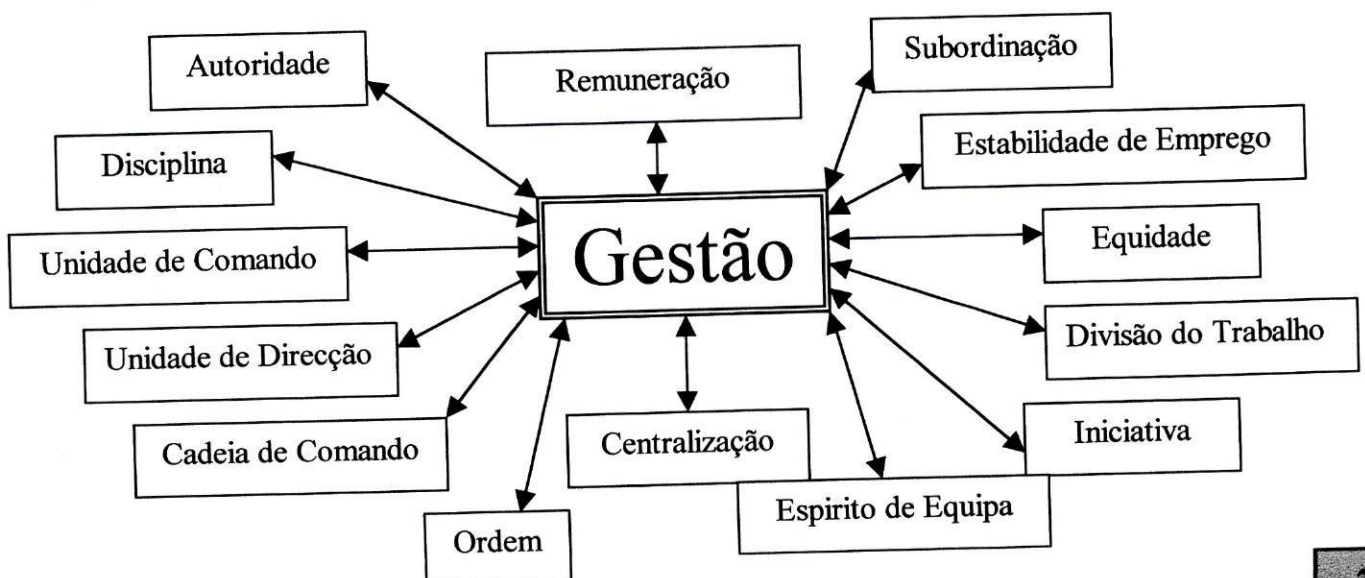 Autoridade
Remuneração
Subordinação
Disciplina
Estabilidade de Emprego
Unidade de Comando
Gestão
Equidade
Unidade de Direcção
Divisão do Trabalho
Cadeia de Comando
Centralização
Iniciativa
Ordem
Espirito de Equipa